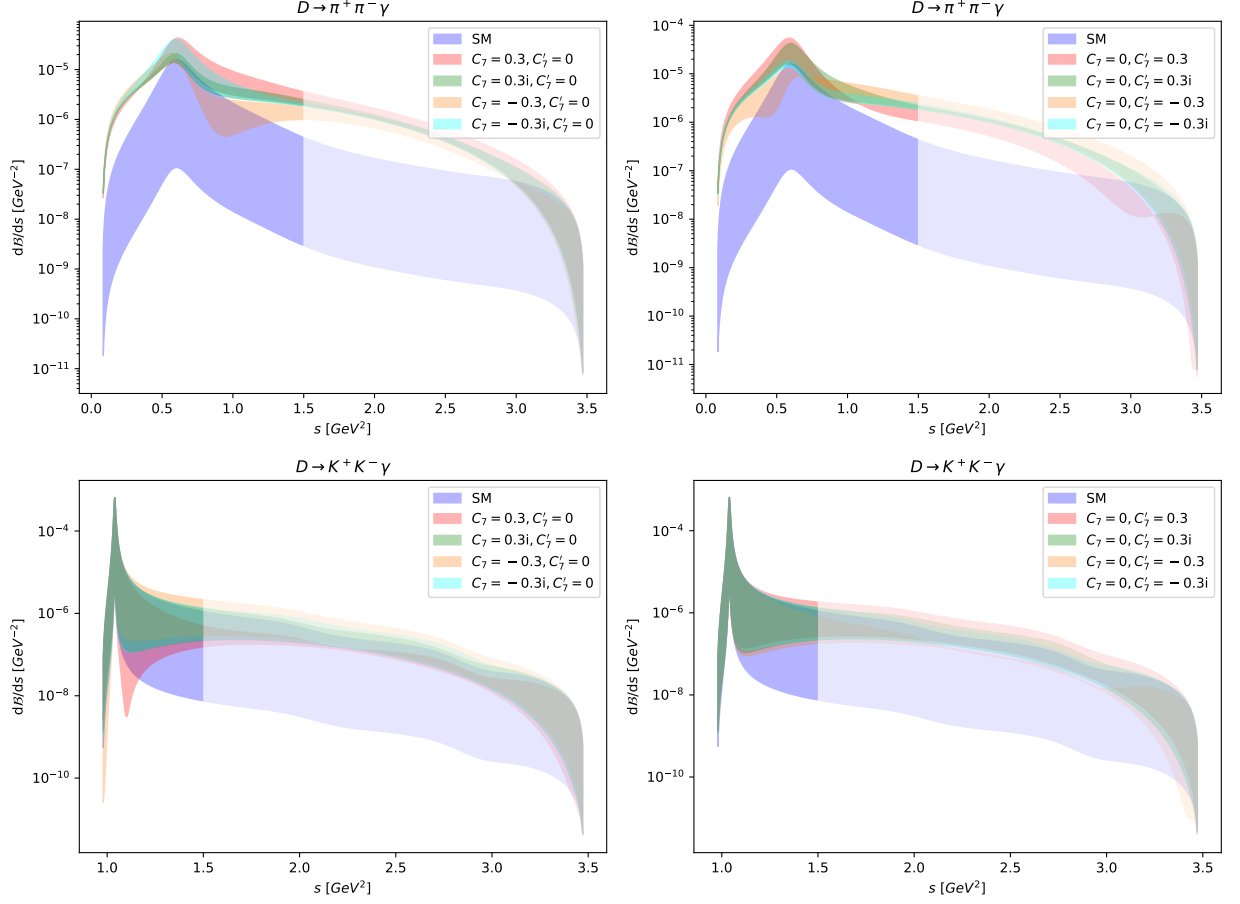 D → π⁺π⁻γ
dℬ/ds [GeV⁻²]
10⁻⁵
10⁻⁶
10⁻⁷
10⁻⁸
10⁻⁹
10⁻¹⁰
10⁻¹¹
SM
C₇ = 0.3, C₇′ = 0
C₇ = 0.3i, C₇′ = 0
C₇ = −0.3, C₇′ = 0
C₇ = −0.3i, C₇′ = 0
0.0 0.5 1.0 1.5 2.0 2.5 3.0 3.5
s [GeV²]
D → π⁺π⁻γ
dℬ/ds [GeV⁻²]
10⁻⁴
10⁻⁵
10⁻⁶
10⁻⁷
10⁻⁸
10⁻⁹
10⁻¹⁰
10⁻¹¹
SM
C₇ = 0, C₇′ = 0.3
C₇ = 0, C₇′ = 0.3i
C₇ = 0, C₇′ = −0.3
C₇ = 0, C₇′ = −0.3i
0.0 0.5 1.0 1.5 2.0 2.5 3.0 3.5
s [GeV²]
D → K⁺K⁻γ
dℬ/ds [GeV⁻²]
10⁻⁴
10⁻⁶
10⁻⁸
10⁻¹⁰
SM
C₇ = 0.3, C₇′ = 0
C₇ = 0.3i, C₇′ = 0
C₇ = −0.3, C₇′ = 0
C₇ = −0.3i, C₇′ = 0
1.0 1.5 2.0 2.5 3.0 3.5
s [GeV²]
D → K⁺K⁻γ
dℬ/ds [GeV⁻²]
10⁻⁴
10⁻⁶
10⁻⁸
10⁻¹⁰
SM
C₇ = 0, C₇′ = 0.3
C₇ = 0, C₇′ = 0.3i
C₇ = 0, C₇′ = −0.3
C₇ = 0, C₇′ = −0.3i
1.0 1.5 2.0 2.5 3.0 3.5
s [GeV²]